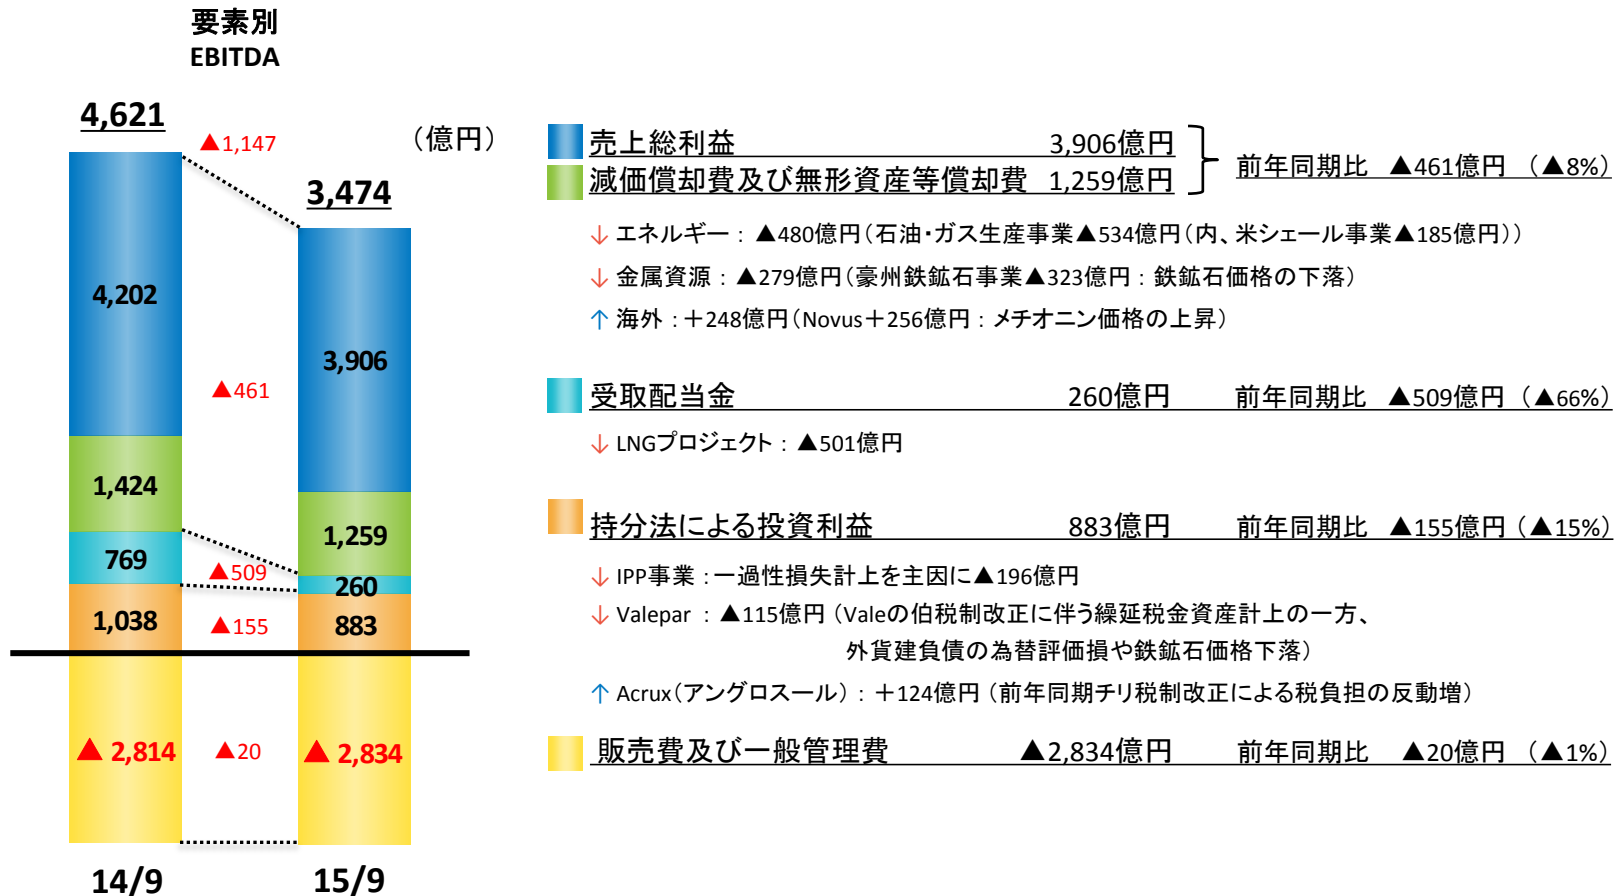 要素別
EBITDA
(億円)
4,621
▲1,147
3,474
4,202
▲461
3,906
1,424
1,259
769
▲509
260
1,038
▲155
883
▲ 2,814
▲20
▲ 2,834
14/9
15/9
売上総利益 3,906億円
減価償却費及び無形資産等償却費 1,259億円
前年同期比 ▲461億円 (▲8%)
↓ エネルギー： ▲480億円(石油・ガス生産事業▲534億円(内、米シェール事業▲185億円))
↓ 金属資源： ▲279億円(豪州鉄鉱石事業▲323億円：鉄鉱石価格の下落)
↑ 海外：＋248億円(Novus＋256億円：メチオニン価格の上昇)
受取配当金 260億円 前年同期比 ▲509億円 (▲66%)
↓ LNGプロジェクト： ▲501億円
持分法による投資利益 883億円 前年同期比 ▲155億円 (▲15%)
↓ IPP事業：一過性損失計上を主因に▲196億円
↓ Valepar ： ▲115億円 (Valeの伯税制改正に伴う繰延税金資産計上の一方、
外貨建負債の為替評価損や鉄鉱石価格下落)
↑ Acrux(アングロスール)： ＋124億円 (前年同期チリ税制改正による税負担の反動増)
販売費及び一般管理費 ▲2,834億円 前年同期比 ▲20億円 (▲1%)